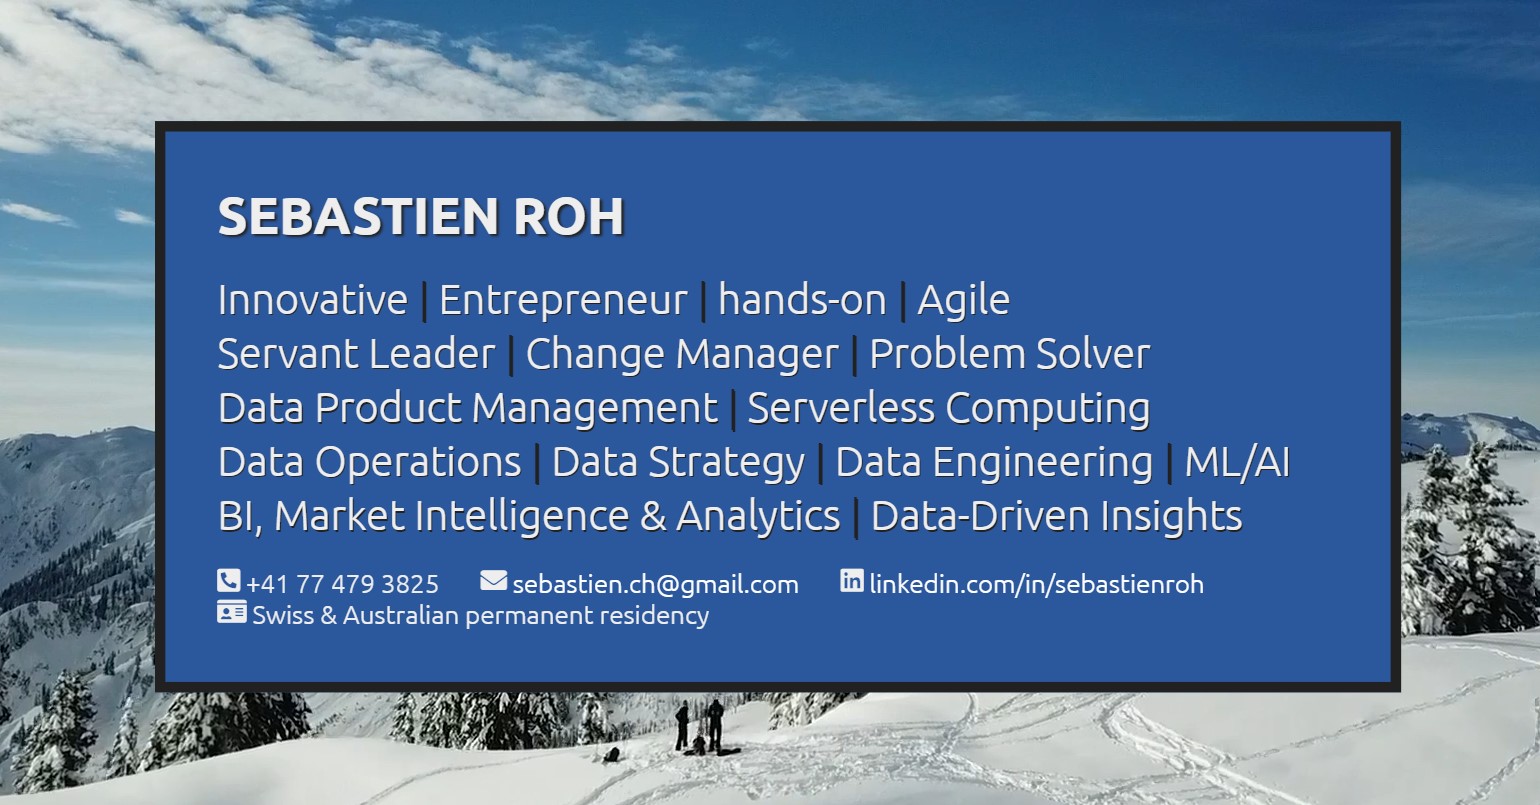 SEBASTIEN ROH
Innovative | Entrepreneur | hands-on | Agile
Servant Leader | Change Manager | Problem Solver
Data Product Management | Serverless Computing
Data Operations | Data Strategy | Data Engineering | ML/AI
BI, Market Intelligence & Analytics | Data-Driven Insights
+41 77 479 3825 sebastien.ch@gmail.com linkedin.com/in/sebastienroh
Swiss & Australian permanent residency